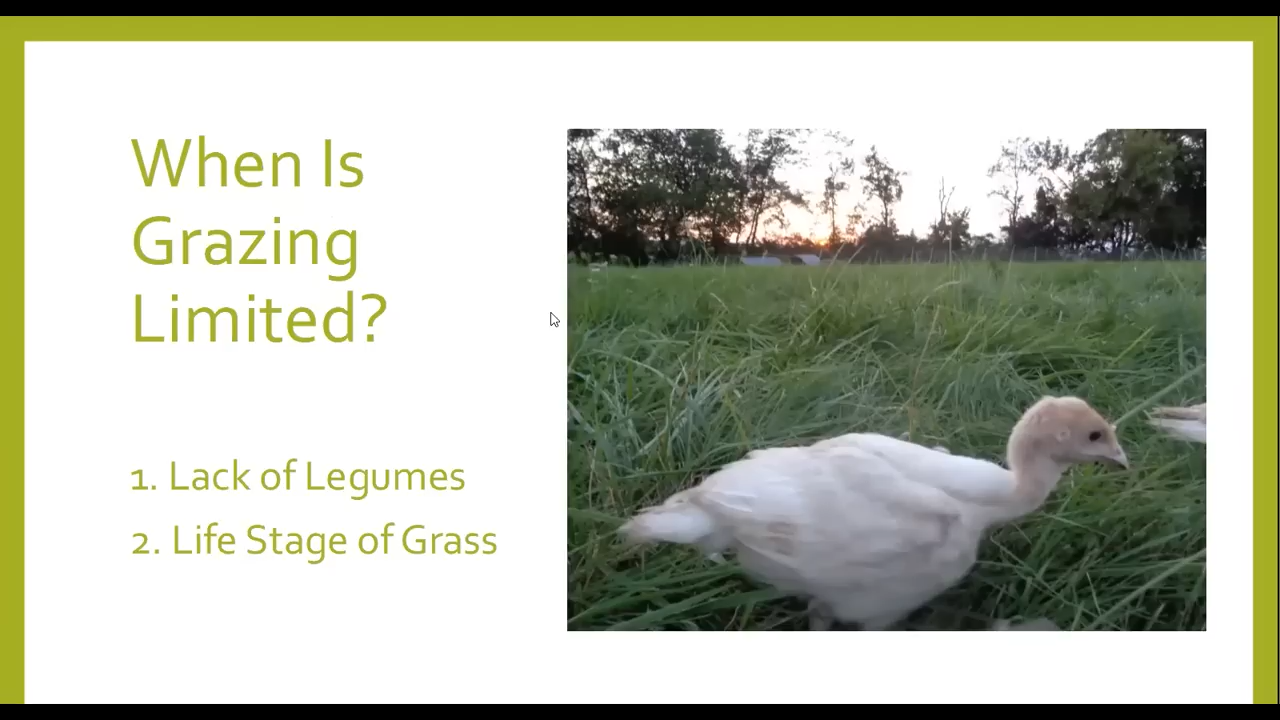 When Is
Grazing
Limited?
1. Lack of Legumes
2. Life Stage of Grass